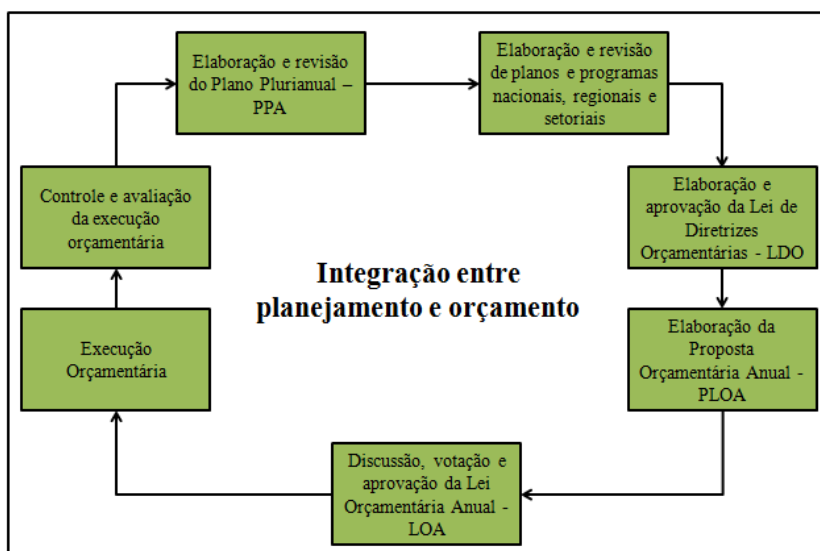 Elaboração e revisão
do Plano Plurianual –
PPA
Elaboração e revisão
de planos e programas
nacionais, regionais e
setoriais
Elaboração e
aprovação da Lei de
Diretrizes
Orçamentárias - LDO
Elaboração da
Proposta
Orçamentária Anual -
PLOA
Discussão, votação e
aprovação da Lei
Orçamentária Anual -
LOA
Execução
Orçamentária
Controle e avaliação
da execução
orçamentária
Integração entre
planejamento e orçamento